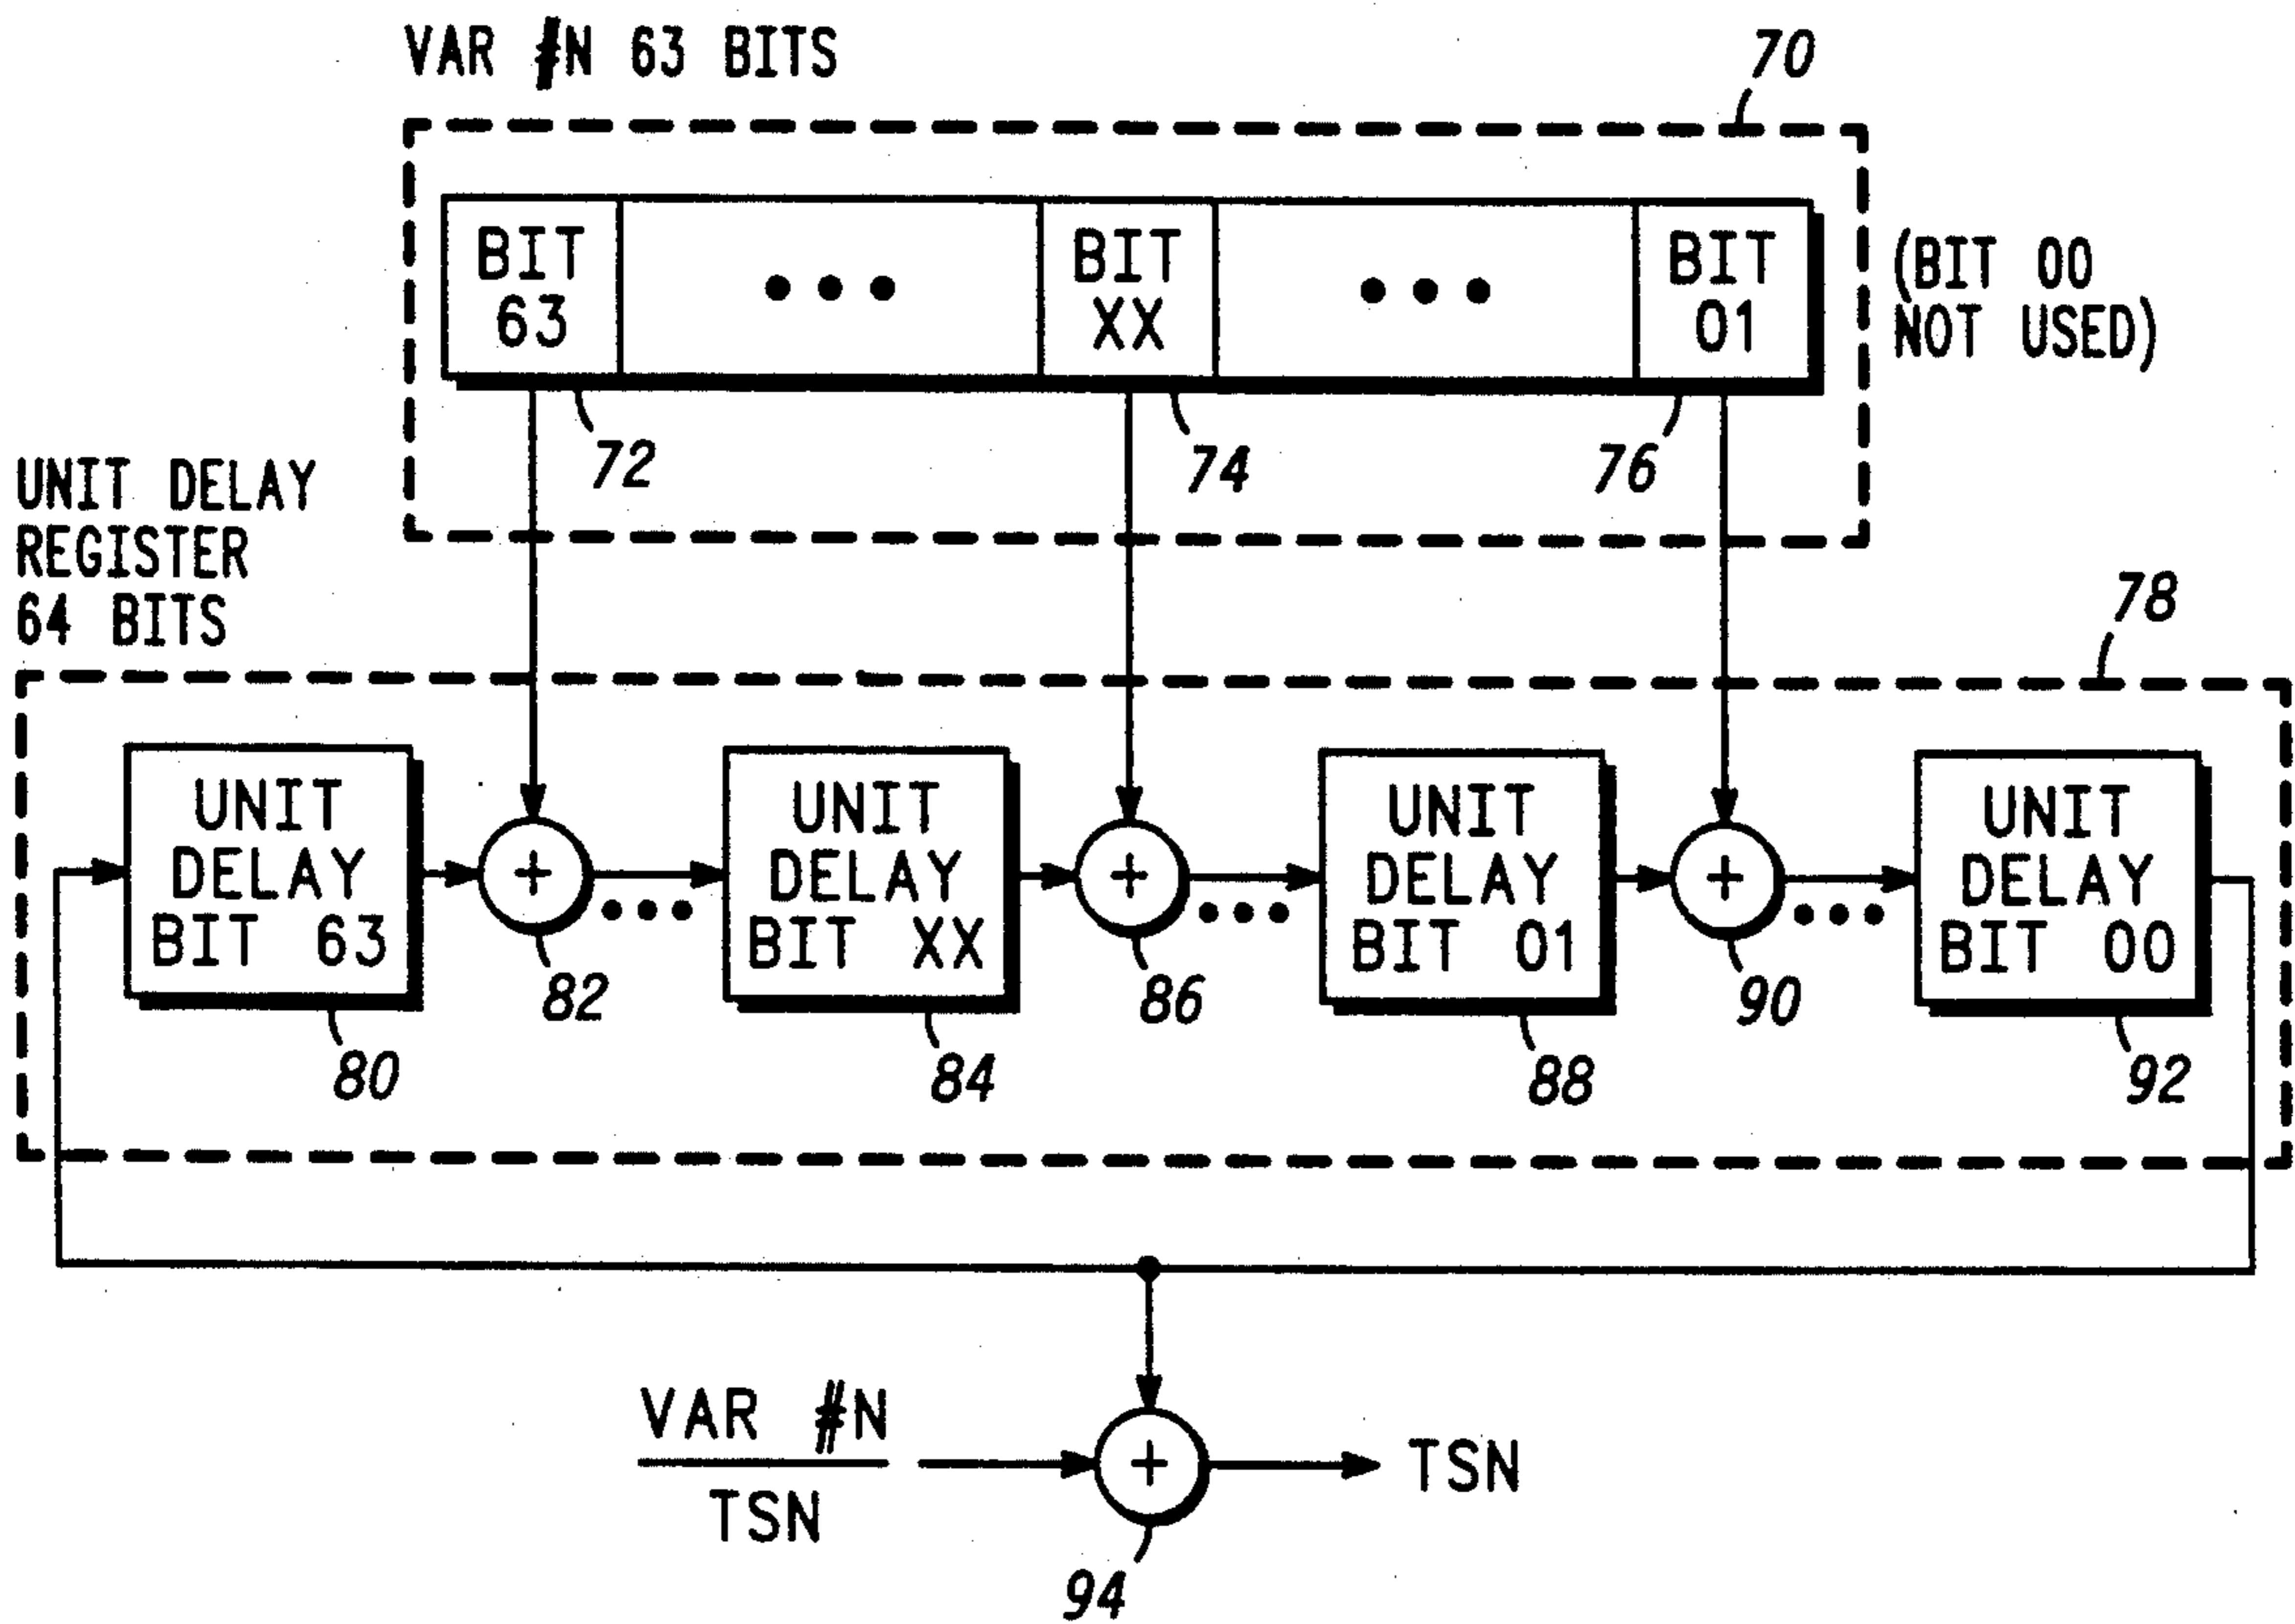 VAR #N 63 BITS
70
BIT
63
• • •
BIT
XX
• • •
BIT
01
(BIT 00
NOT USED)
72
74
76
UNIT DELAY
REGISTER
64 BITS
78
UNIT
DELAY
BIT 63
+
• • •
UNIT
DELAY
BIT XX
+
• • •
UNIT
DELAY
BIT 01
+
• • •
UNIT
DELAY
BIT 00
82
86
90
80
84
88
92
VAR #N
TSN
+
TSN
94